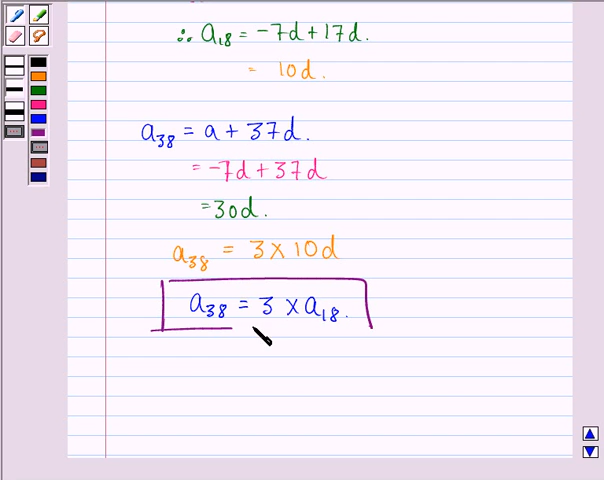 ∴ a₁₈ = -7d + 17d.
= 10d.
a₃₈ = a + 37d.
= -7d + 37d
= 30d.
a₃₈ = 3 × 10d
a₃₈ = 3 × a₁₈.